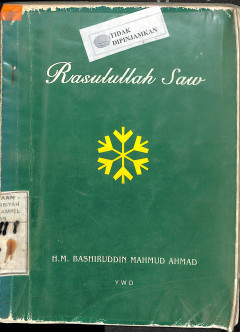 TIDAK
DIPINJAMKAN
Rasulullah Saw
H.M. BASHIRUDDIN MAHMUD AHMAD
YWD